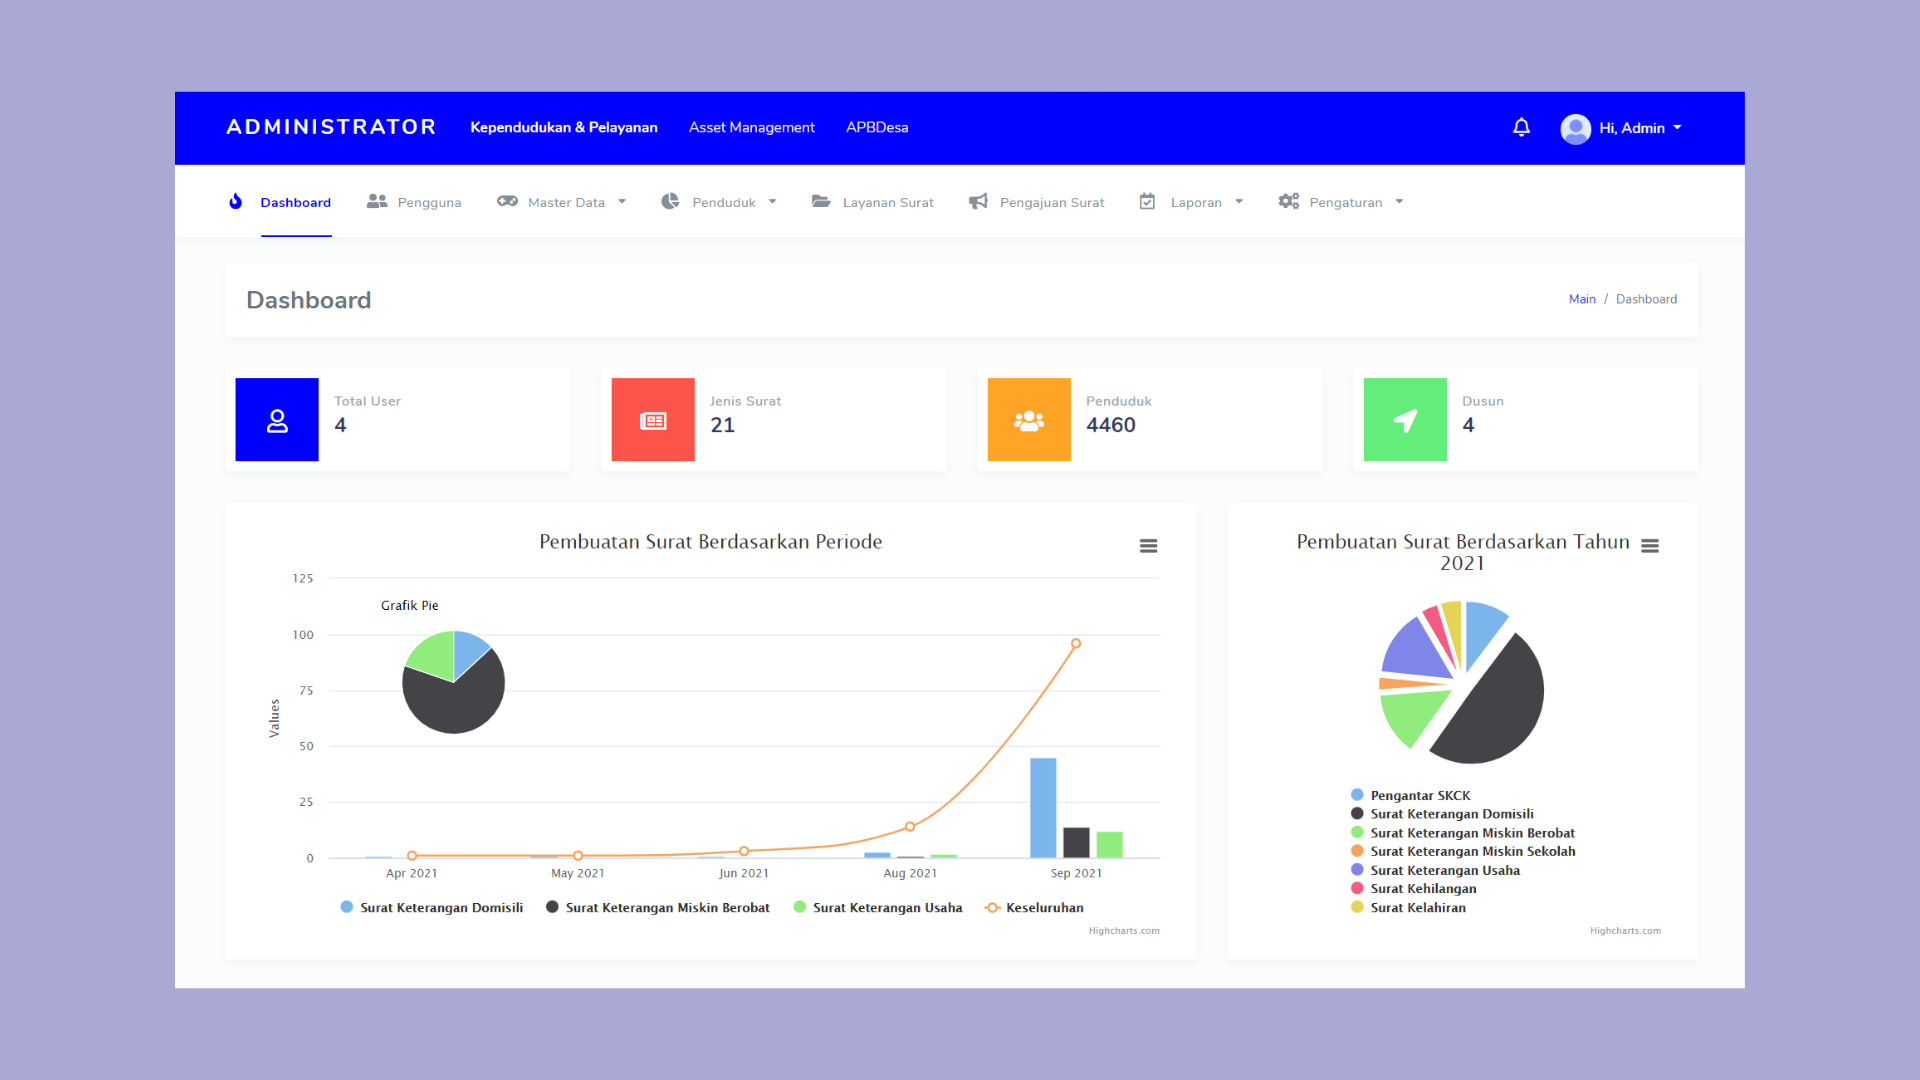 ADMINISTRATOR Kependudukan & Pelayanan Asset Management APBDesa Hi, Admin
Dashboard Pengguna Master Data Penduduk Layanan Surat Pengajuan Surat Laporan Pengaturan
Dashboard Main / Dashboard
Total User Jenis Surat Penduduk Dusun
4 21 4460 4
Pembuatan Surat Berdasarkan Periode
125
100
75
50
25
0
Values
Grafik Pie
Apr 2021 May 2021 Jun 2021 Aug 2021 Sep 2021
Surat Keterangan Domisili Surat Keterangan Miskin Berobat Surat Keterangan Usaha Keseluruhan
Highcharts.com
Pembuatan Surat Berdasarkan Tahun
2021
Pengantar SKCK
Surat Keterangan Domisili
Surat Keterangan Miskin Berobat
Surat Keterangan Miskin Sekolah
Surat Keterangan Usaha
Surat Kehilangan
Surat Kelahiran
Highcharts.com